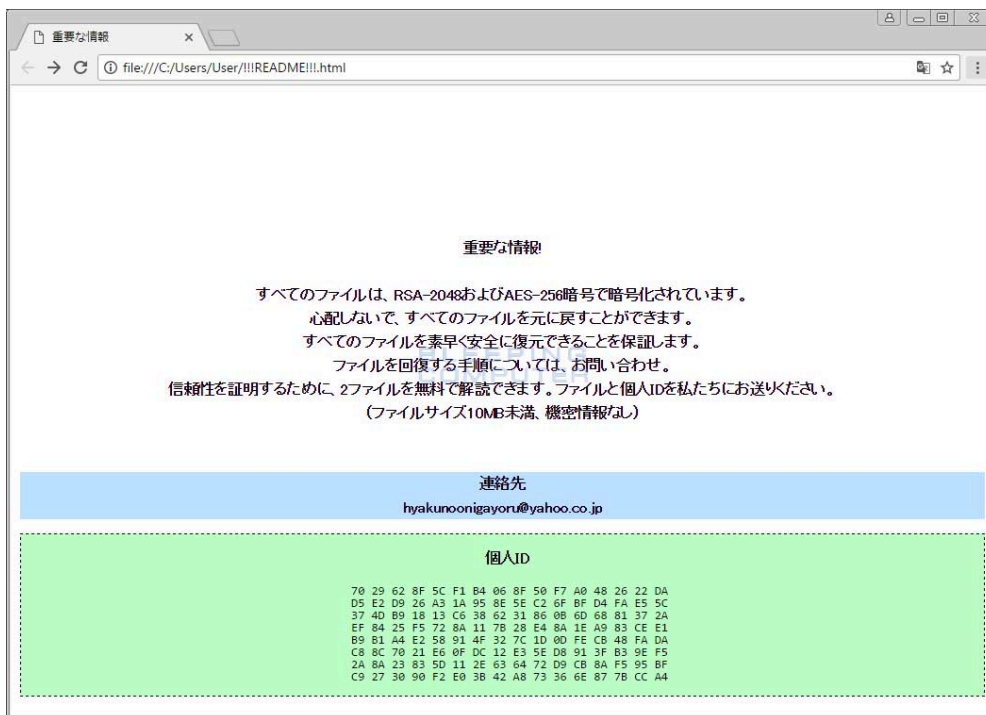 重要な情報
file:///C:/Users/User/!!!README!!!.html
重要な情報!
すべてのファイルは、RSA-2048およびAES-256暗号で暗号化されています。
心配しないで、すべてのファイルを元に戻すことができます。
すべてのファイルを素早く安全に復元できることを保証します。
BLEEPING
ファイルを回復する手順については、お問い合わせ。
COMPUTER
信頼性を証明するために、2ファイルを無料で解読できます。ファイルと個人IDを私たちにお送りください。
(ファイルサイズ10MB未満、機密情報なし)
連絡先
hyakunoonigayoru@yahoo.co.jp
個人ID
70 29 62 8F 5C F1 B4 06 8F 50 F7 A0 48 26 22 DA
D5 E2 D9 26 A3 1A 95 8E 5E C2 6F BF D4 FA E5 5C
37 4D B9 18 13 C6 38 62 31 86 0B 6D 68 81 37 2A
EF 84 25 F5 72 8A 11 7B 28 E4 8A 1E A9 83 CE E1
B9 B1 A4 E2 58 91 4F 32 7C 1D 0D FE CB 48 FA DA
C8 8C 70 21 E6 0F DC 12 E3 5E D8 91 3F B3 9E F5
2A 8A 23 83 5D 11 2E 63 64 72 D9 CB 8A F5 95 BF
C9 27 30 90 F2 E0 3B 42 A8 73 36 6E 87 7B CC A4